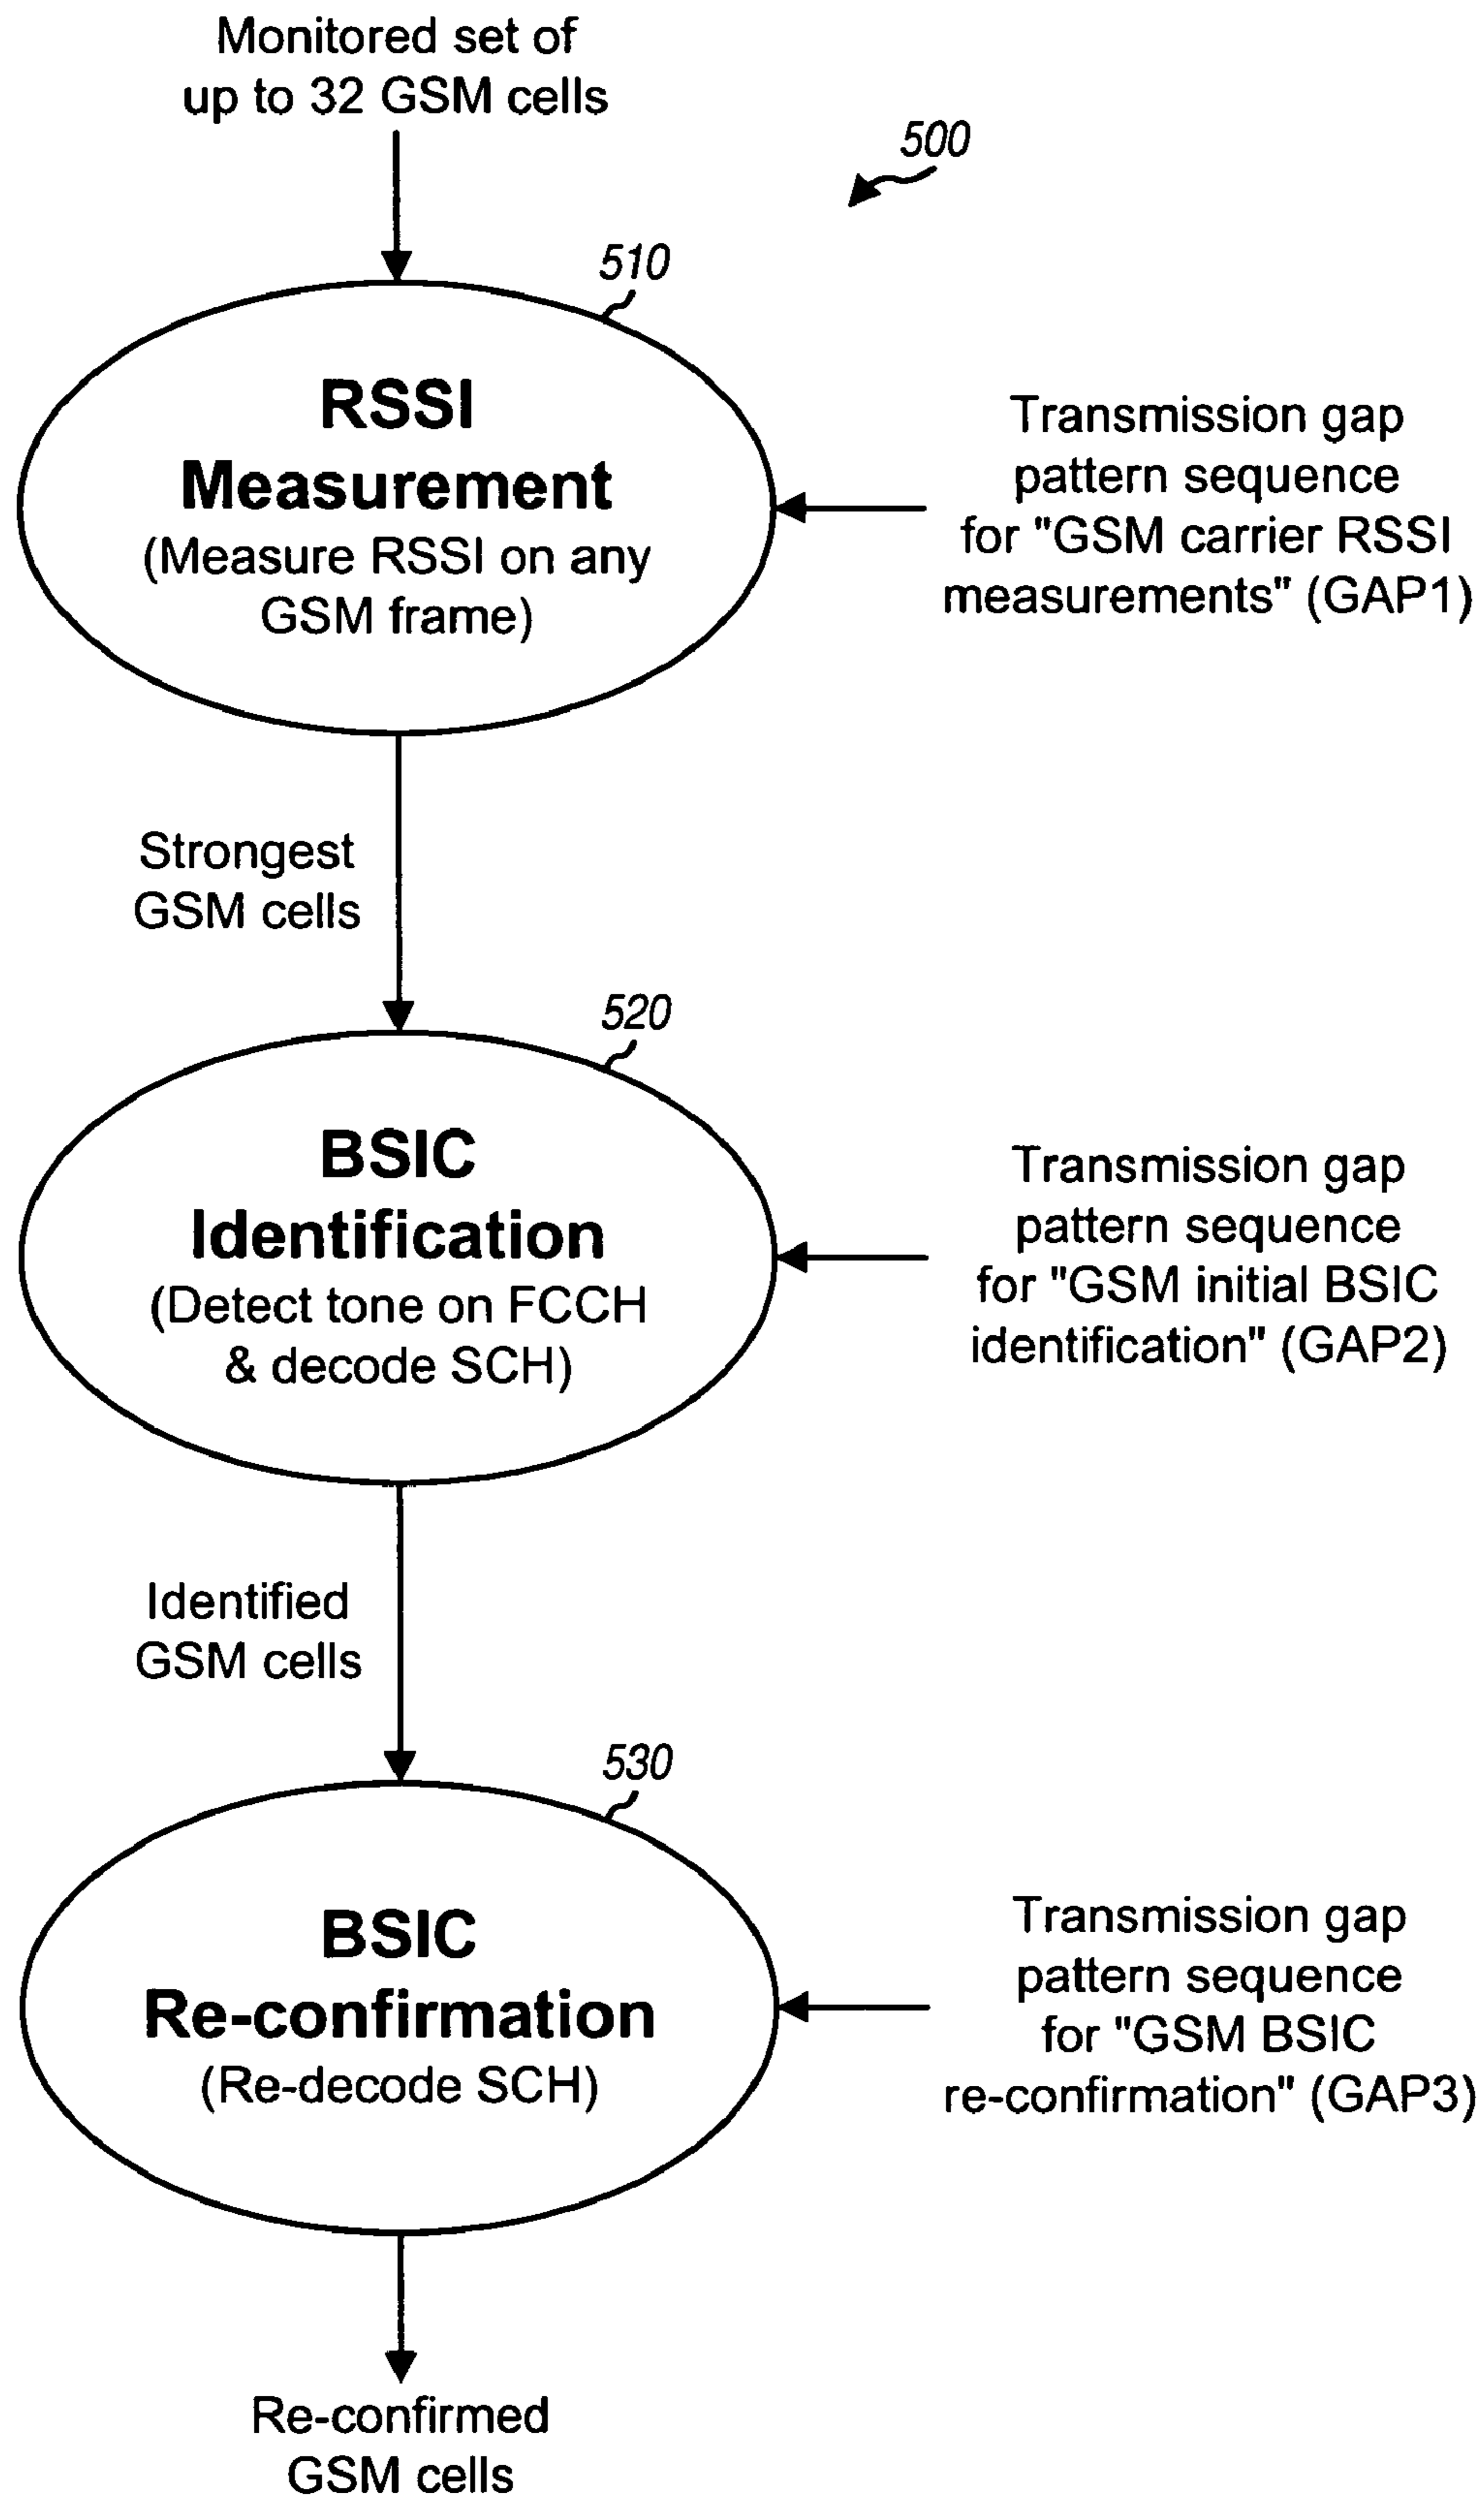 Monitored set of
up to 32 GSM cells
500
510
RSSI
Measurement
(Measure RSSI on any
GSM frame)
Transmission gap
pattern sequence
for "GSM carrier RSSI
measurements" (GAP1)
Strongest
GSM cells
520
BSIC
Identification
(Detect tone on FCCH
& decode SCH)
Transmission gap
pattern sequence
for "GSM initial BSIC
identification" (GAP2)
Identified
GSM cells
530
BSIC
Re-confirmation
(Re-decode SCH)
Transmission gap
pattern sequence
for "GSM BSIC
re-confirmation" (GAP3)
Re-confirmed
GSM cells